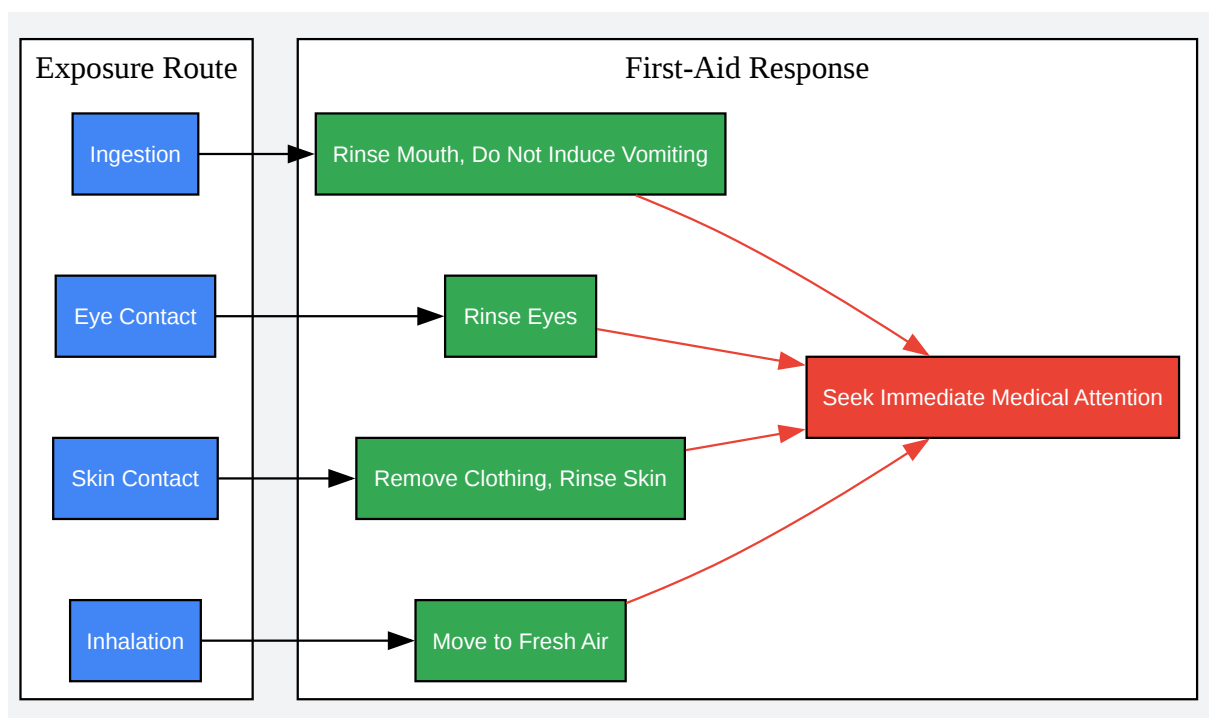 Exposure Route
First-Aid Response
Ingestion
Rinse Mouth, Do Not Induce Vomiting
Eye Contact
Rinse Eyes
Seek Immediate Medical Attention
Skin Contact
Remove Clothing, Rinse Skin
Inhalation
Move to Fresh Air